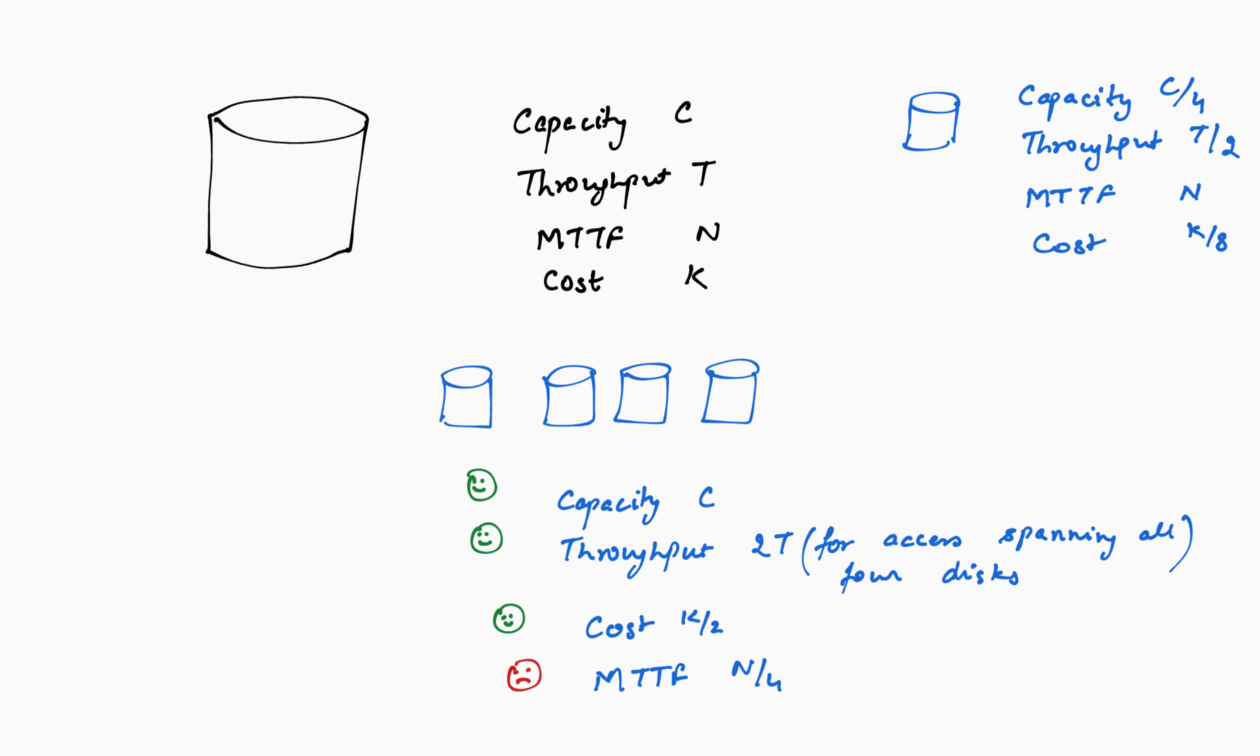 Capacity C
Throughput T
MTTF N
Cost K
Capacity C/4
Throughput T/2
MTTF N
Cost K/8
Capacity C
Throughput 2T (for access spanning all
four disks)
Cost K/2
MTTF N/4